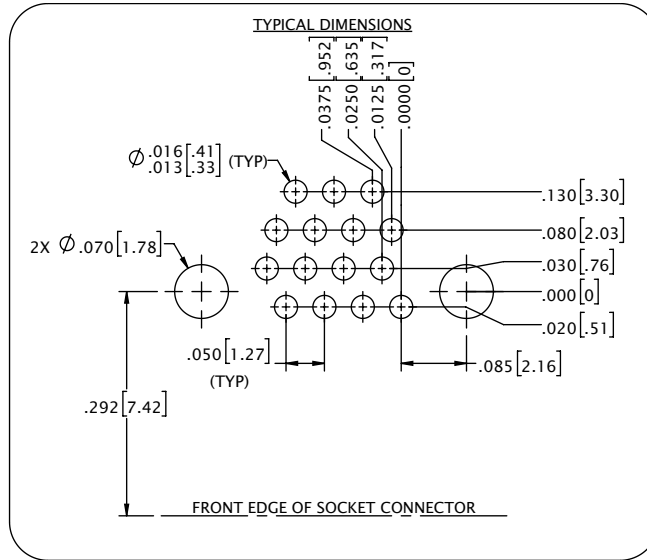 TYPICAL DIMENSIONS
.0375 [.952]
.0250 [.635]
.0125 [.317]
.0000 [0]
Ø .016[.41] (TYP)
.013[.33]
.130[3.30]
.080[2.03]
2X Ø .070[1.78]
.030[.76]
.000[0]
.020[.51]
.050[1.27]
(TYP)
.085[2.16]
.292[7.42]
FRONT EDGE OF SOCKET CONNECTOR